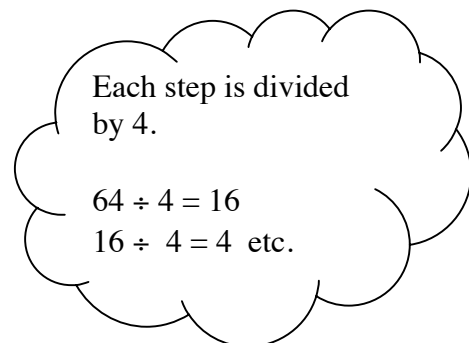 Each step is divided
by 4.
64 ÷ 4 = 16
16 ÷  4 = 4  etc.